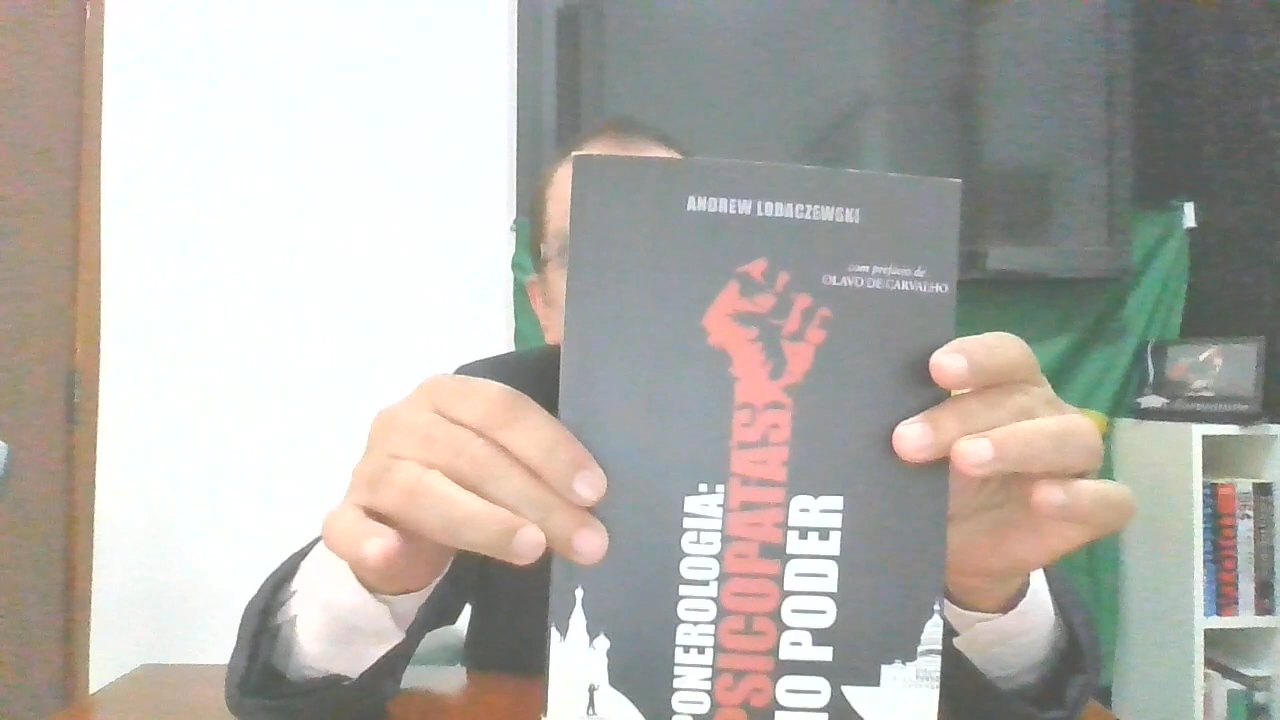 ANDREW LOBACZEWSKI
com prefácio de
OLAVO DE CARVALHO
PONEROLOGIA:
PSICOPATAS
NO PODER